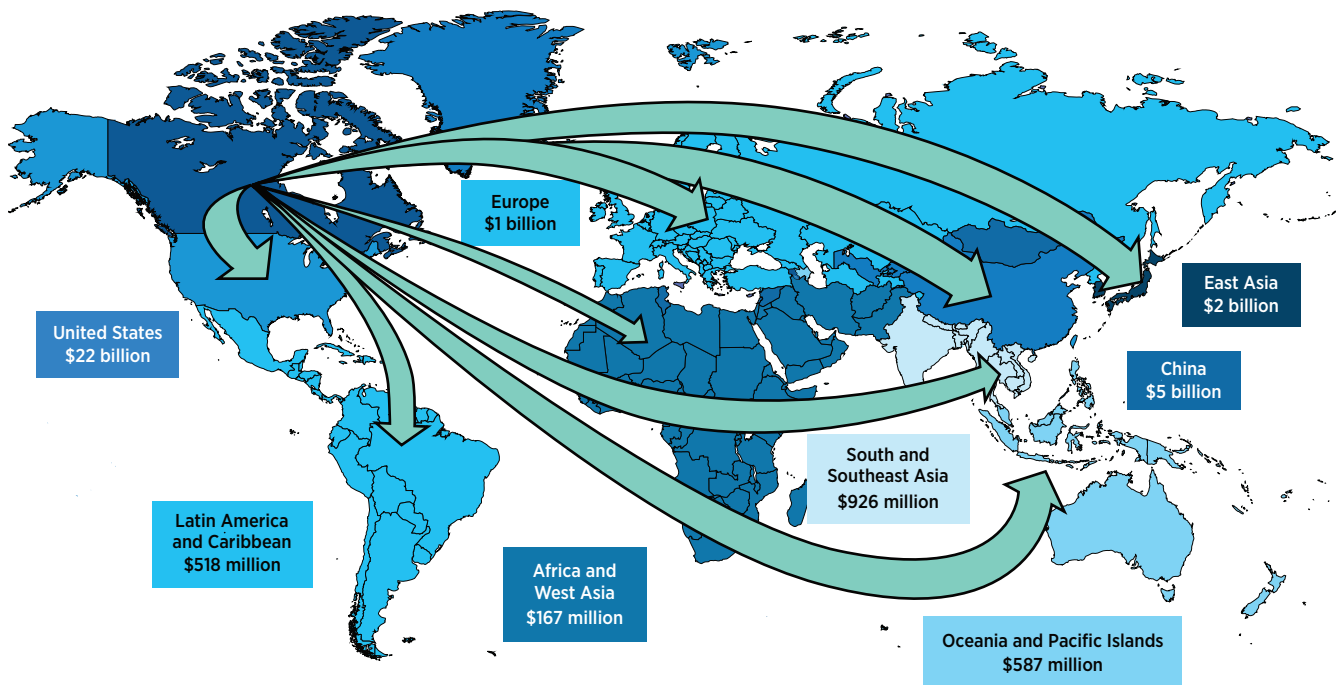 Europe
$1 billion
East Asia
$2 billion
United States
$22 billion
China
$5 billion
South and
Southeast Asia
$926 million
Latin America
and Caribbean
$518 million
Africa and
West Asia
$167 million
Oceania and Pacific Islands
$587 million